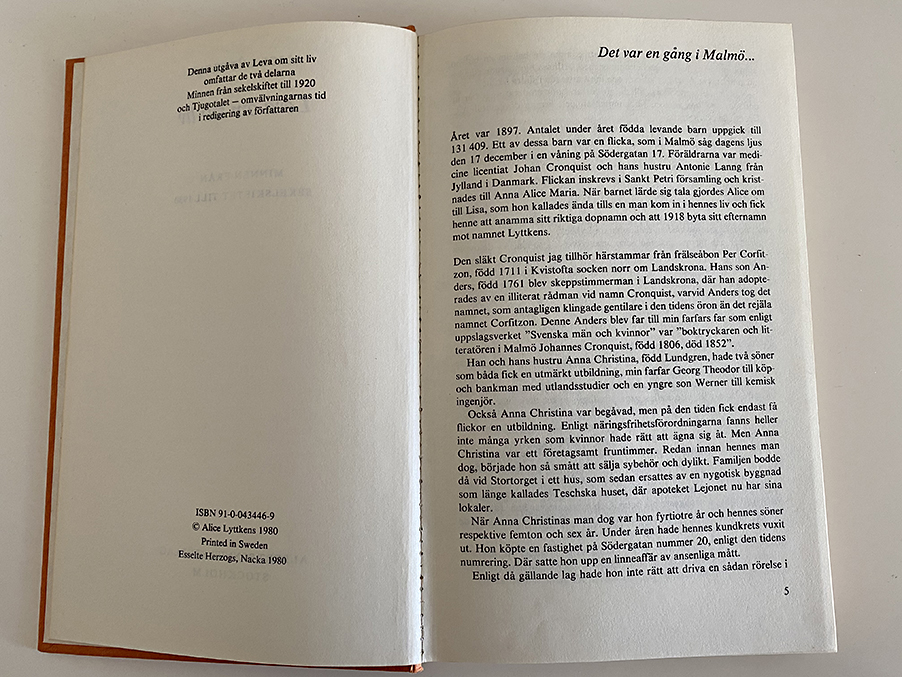 Denna utgåva av Leva om sitt liv
omfattar de två delarna
Minnen från sekelskiftet till 1920
och Tjugotalet – omvälvningarnas tid
i redigering av författaren
ISBN 91-0-043446-9
© Alice Lyttkens 1980
Printed in Sweden
Esselte Herzogs, Nacka 1980
Det var en gång i Malmö...
Året var 1897. Antalet under året födda levande barn uppgick till
131 409. Ett av dessa barn var en flicka, som i Malmö såg dagens ljus
den 17 december i en våning på Södergatan 17. Föräldrarna var medi-
cine licentiat Johan Cronquist och hans hustru Antonie Lanng från
Jylland i Danmark. Flickan inskrevs i Sankt Petri församling och krist-
nades till Anna Alice Maria. När barnet lärde sig tala gjordes Alice om
till Lisa, som hon kallades ända tills en man kom in i hennes liv och fick
henne att anamma sitt riktiga dopnamn och att 1918 byta sitt efternamn
mot namnet Lyttkens.
Den släkt Cronquist jag tillhör härstammar från frälseåbon Per Corfit-
zon, född 1711 i Kvistofta socken norr om Landskrona. Hans son An-
ders, född 1761 blev skeppstimmerman i Landskrona, där han adopte-
rades av en illiterat rådman vid namn Cronquist, varvid Anders tog det
namnet, som antagligen klingade gentilare i den tidens öron än det rejäla
namnet Corfitzon. Denne Anders blev far till min farfars far som enligt
uppslagsverket ”Svenska män och kvinnor” var ”boktryckaren och lit-
teratören i Malmö Johannes Cronquist, född 1806, död 1852”.
Han och hans hustru Anna Christina, född Lundgren, hade två söner
som båda fick en utmärkt utbildning, min farfar Georg Theodor till köp-
och bankman med utlandsstudier och en yngre son Werner till kemisk
ingenjör.
Också Anna Christina var begåvad, men på den tiden fick endast få
flickor en utbildning. Enligt näringsfrihetsförordningarna fanns heller
inte många yrken som kvinnor hade rätt att ägna sig åt. Men Anna
Christina var ett företagsamt fruntimmer. Redan innan hennes man
dog, började hon så smått att sälja sybehör och dylikt. Familjen bodde
då vid Stortorget i ett hus, som sedan ersattes av en nygotisk byggnad
som länge kallades Teschska huset, där apoteket Lejonet nu har sina
lokaler.
När Anna Christinas man dog var hon fyrtiotre år och hennes söner
respektive femton och sex år. Under åren hade hennes kundkrets vuxit
ut. Hon köpte en fastighet på Södergatan nummer 20, enligt den tidens
numrering. Där satte hon upp en linneaffär av ansenliga mått.
Enligt då gällande lag hade hon inte rätt att driva en sådan rörelse i
5